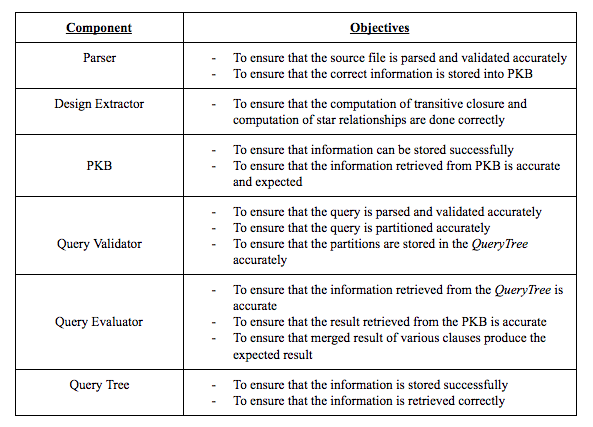 Component Objectives
Parser
- To ensure that the source file is parsed and validated accurately
- To ensure that the correct information is stored into PKB
Design Extractor
- To ensure that the computation of transitive closure and
computation of star relationships are done correctly
PKB
- To ensure that information can be stored successfully
- To ensure that the information retrieved from PKB is accurate
and expected
Query Validator
- To ensure that the query is parsed and validated accurately
- To ensure that the query is partitioned accurately
- To ensure that the partitions are stored in the QueryTree
accurately
Query Evaluator
- To ensure that the information retrieved from the QueryTree is
accurate
- To ensure that the result retrieved from the PKB is accurate
- To ensure that merged result of various clauses produce the
expected result
Query Tree
- To ensure that the information is stored successfully
- To ensure that the information is retrieved correctly